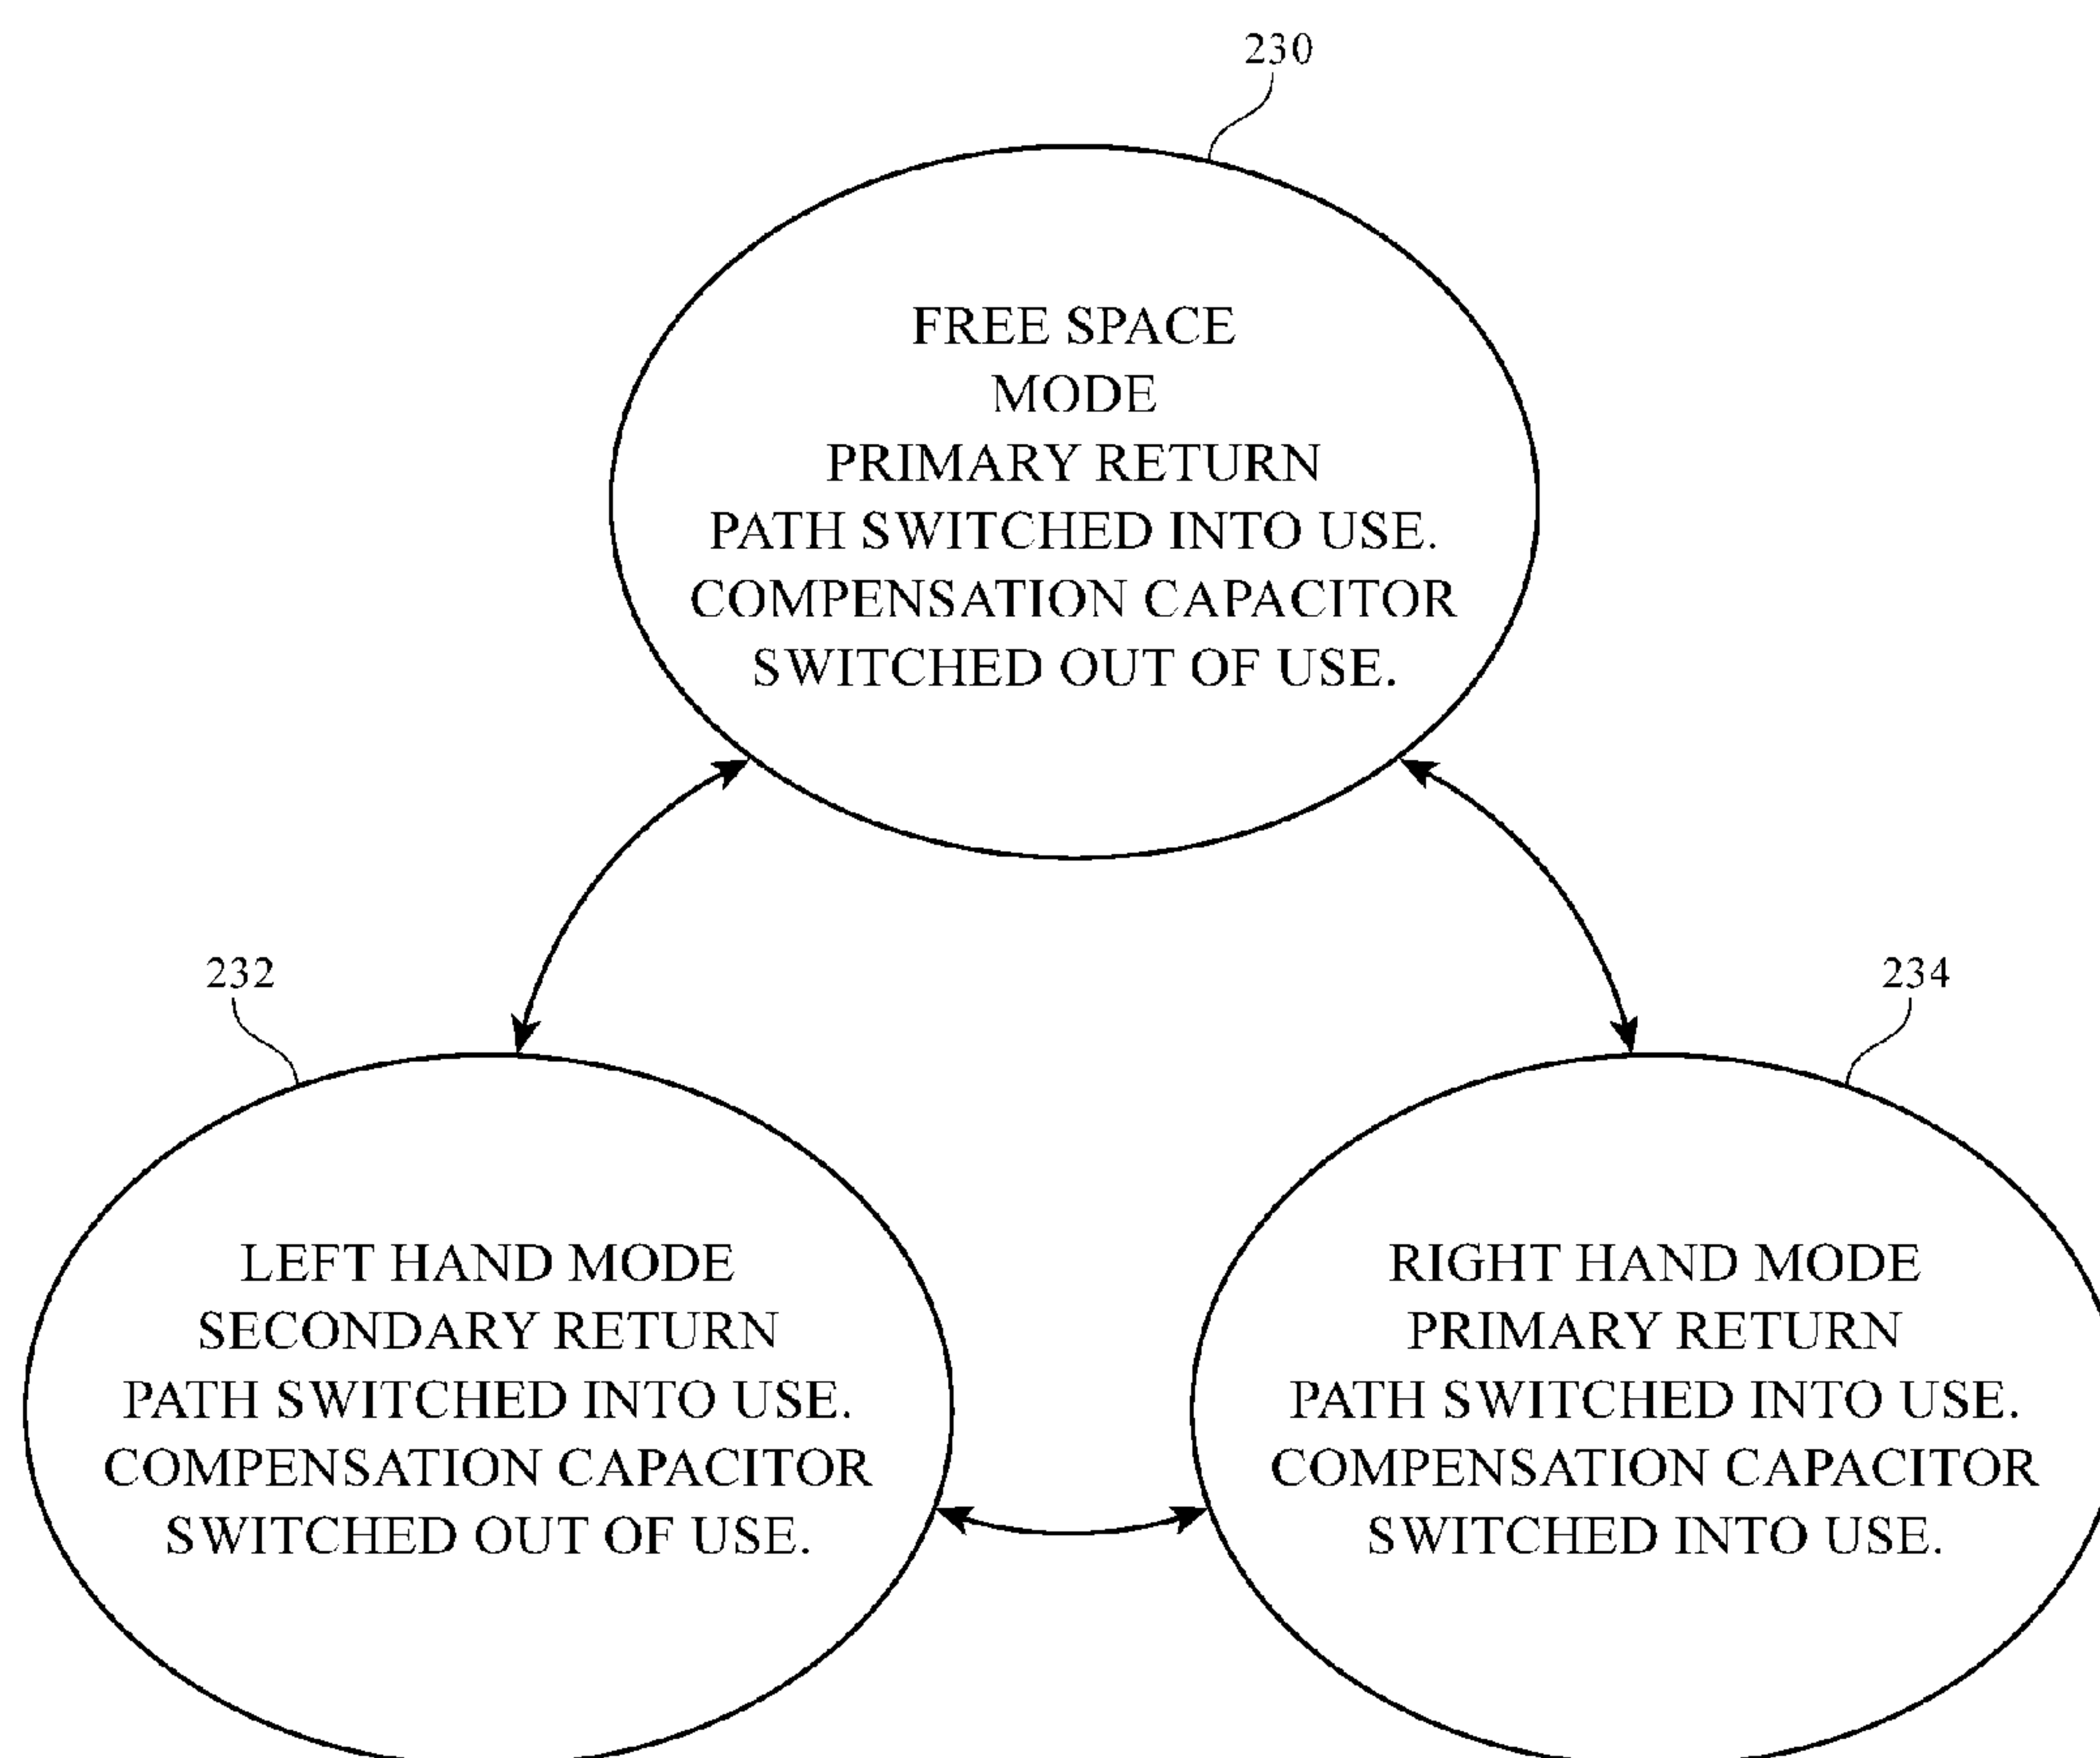 230
FREE SPACE
MODE
PRIMARY RETURN
PATH SWITCHED INTO USE.
COMPENSATION CAPACITOR
SWITCHED OUT OF USE.
232
LEFT HAND MODE
SECONDARY RETURN
PATH SWITCHED INTO USE.
COMPENSATION CAPACITOR
SWITCHED OUT OF USE.
234
RIGHT HAND MODE
PRIMARY RETURN
PATH SWITCHED INTO USE.
COMPENSATION CAPACITOR
SWITCHED INTO USE.